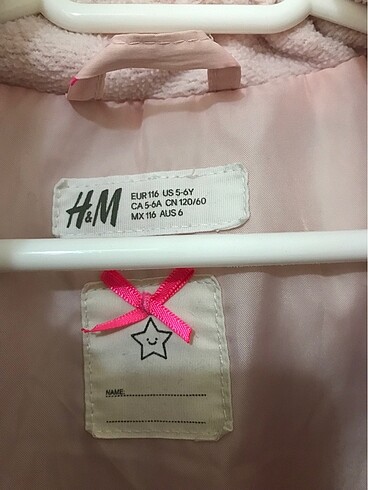 H&M
EUR 116 US 5-6Y
CA 5-6A CN 120/60
MX 116 AUS 6
NAME: